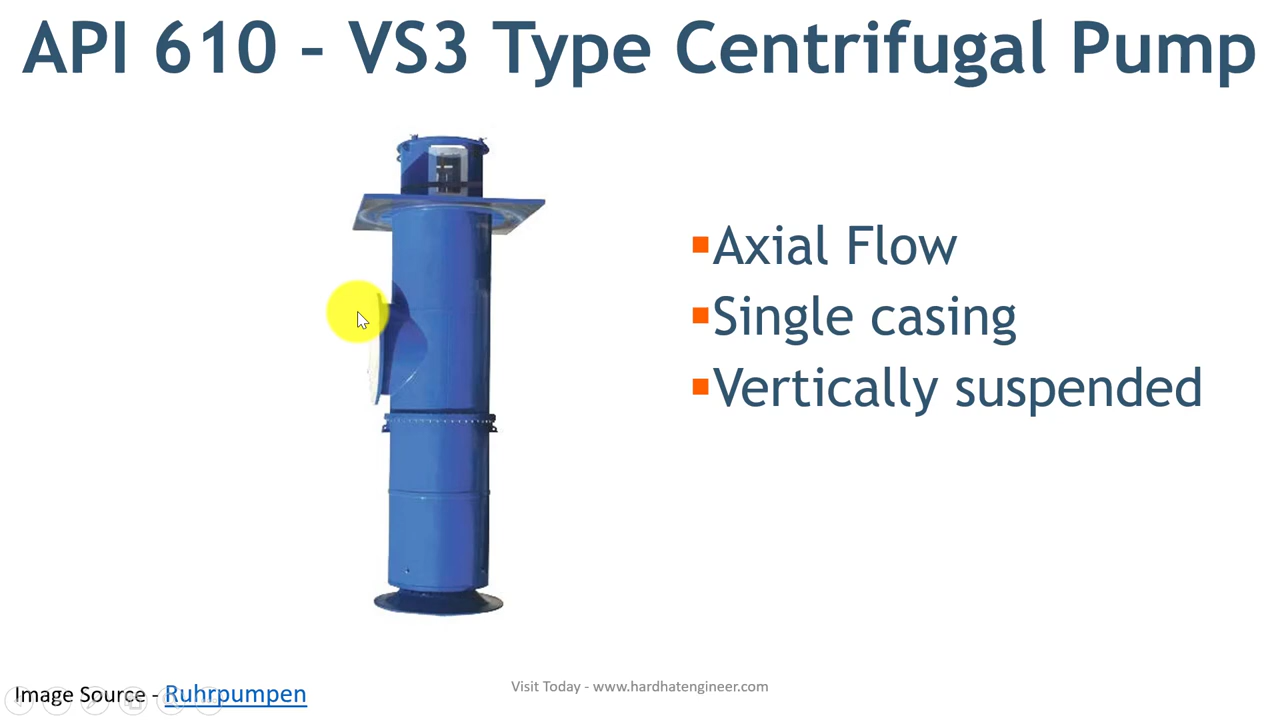 API 610 – VS3 Type Centrifugal Pump
▪Axial Flow
▪Single casing
▪Vertically suspended
Image Source - Ruhrpumpen
Visit Today - www.hardhatengineer.com